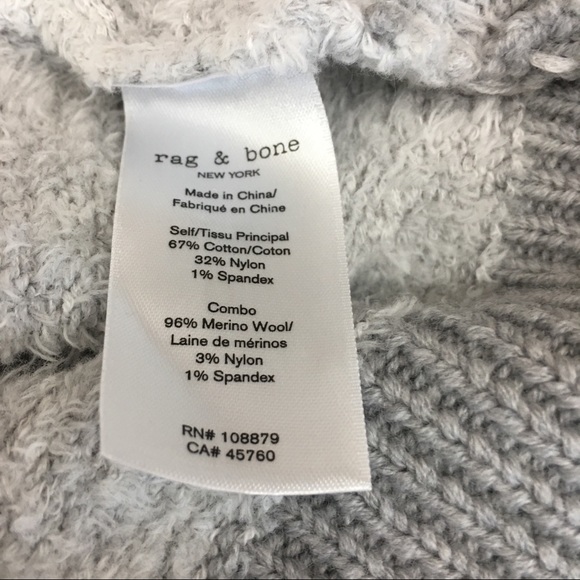 rag & bone
NEW YORK
Made in China/
Fabriqué en Chine
Self/Tissu Principal
67% Cotton/Coton
32% Nylon
1% Spandex
Combo
96% Merino Wool/
Laine de mérinos
3% Nylon
1% Spandex
RN# 108879
CA# 45760